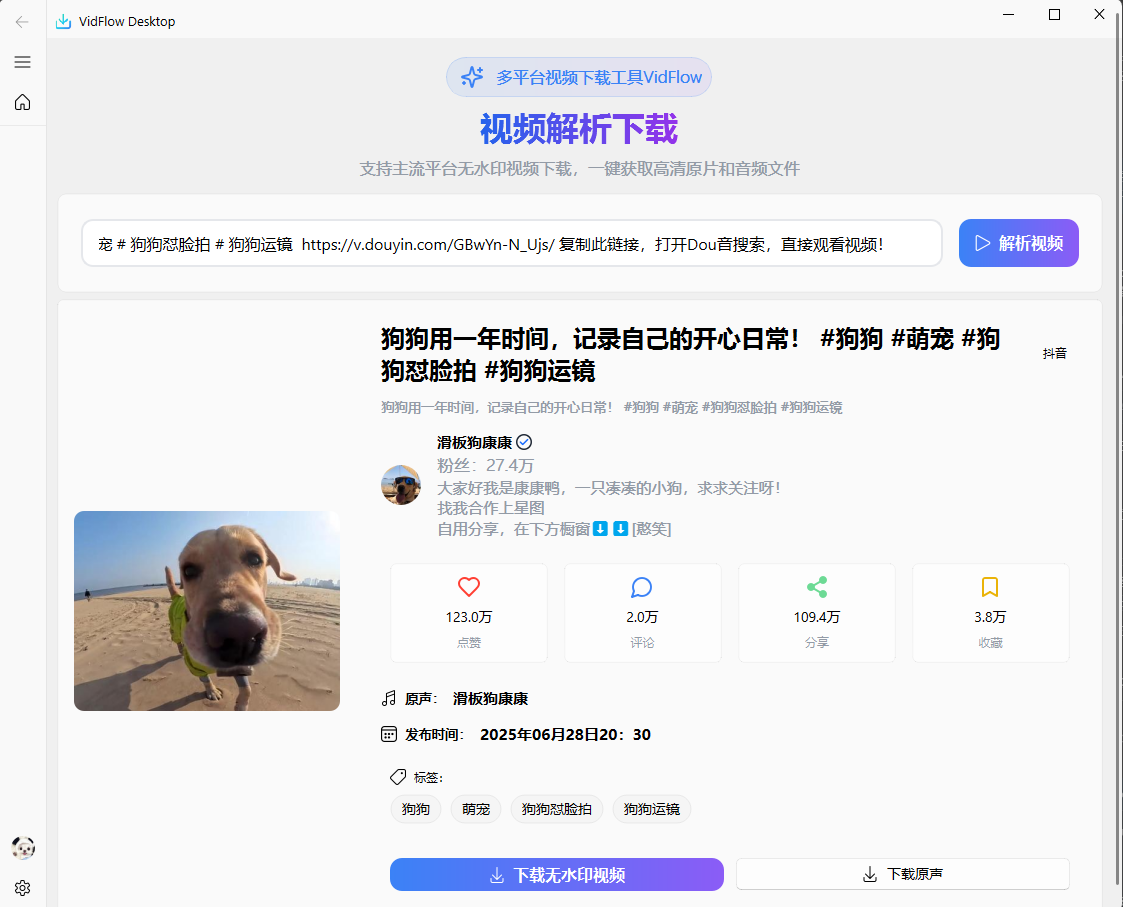 VidFlow Desktop
多平台视频下载工具VidFlow
视频解析下载
支持主流平台无水印视频下载，一键获取高清原片和音频文件
宠 # 狗狗怼脸拍 # 狗狗运镜  https://v.douyin.com/GBwYn-N_Ujs/ 复制此链接，打开Dou音搜索，直接观看视频！
解析视频
狗狗用一年时间，记录自己的开心日常！ #狗狗 #萌宠 #狗
狗怼脸拍 #狗狗运镜
抖音
狗狗用一年时间，记录自己的开心日常！ #狗狗 #萌宠 #狗狗怼脸拍 #狗狗运镜
滑板狗康康
粉丝：27.4万
大家好我是康康鸭，一只凑凑的小狗，求求关注呀！
找我合作上星图
自用分享，在下方橱窗⬇️⬇️[憨笑]
123.0万
点赞
2.0万
评论
109.4万
分享
3.8万
收藏
原声： 滑板狗康康
发布时间： 2025年06月28日20：30
标签：
狗狗 萌宠 狗狗怼脸拍 狗狗运镜
下载无水印视频
下载原声